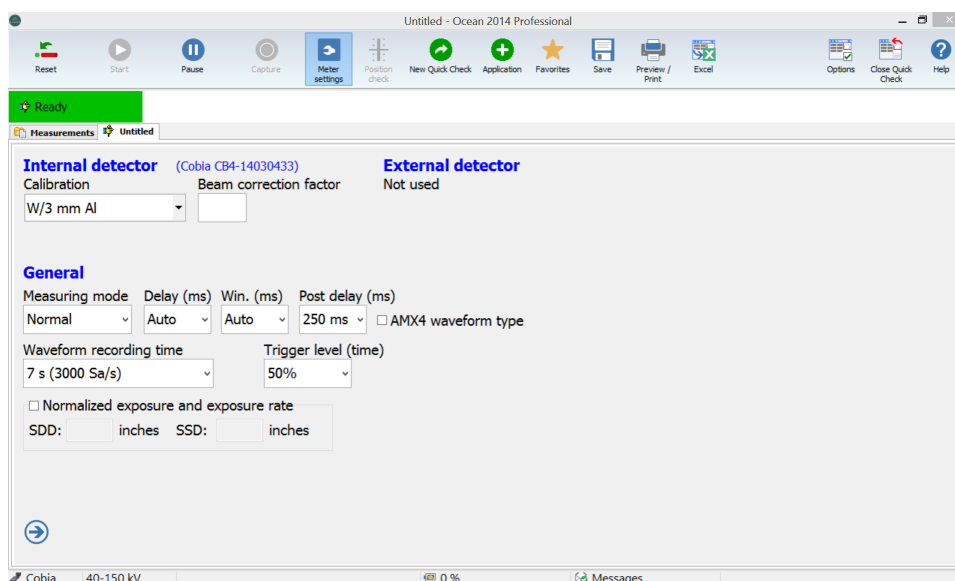 Untitled - Ocean 2014 Professional
Reset Start Pause Capture Meter settings Position check New Quick Check Application Favorites Save Preview / Print Excel Options Close Quick Check Help
Ready
Measurements Untitled
Internal detector (Cobia CB4-14030433) External detector
Calibration Beam correction factor Not used
W/3 mm Al
General
Measuring mode Delay (ms) Win. (ms) Post delay (ms)
Normal Auto Auto 250 ms AMX4 waveform type
Waveform recording time Trigger level (time)
7 s (3000 Sa/s) 50%
Normalized exposure and exposure rate
SDD: inches SSD: inches
Cobia 40-150 kV 0 % Messages